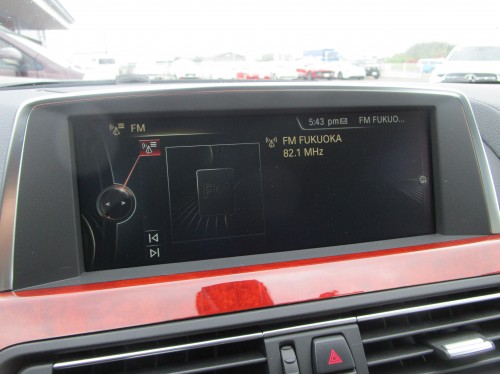 FM
5:43 pm FM FUKUO...
FM FUKUOKA
82.1 MHz